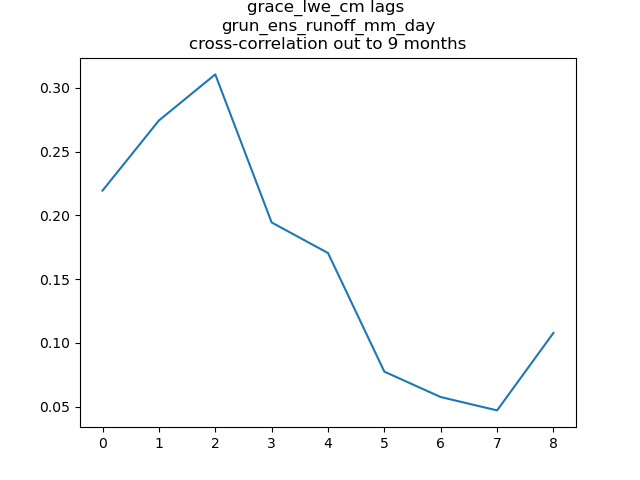 grace_lwe_cm lags
grun_ens_runoff_mm_day
cross-correlation out to 9 months
0.30
0.25
0.20
0.15
0.10
0.05
0 1 2 3 4 5 6 7 8